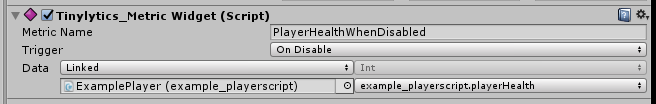 Tinylytics_Metric Widget (Script)
Metric Name PlayerHealthWhenDisabled
Trigger On Disable
Data Linked Int
ExamplePlayer (example_playerscript) example_playerscript.playerHealth